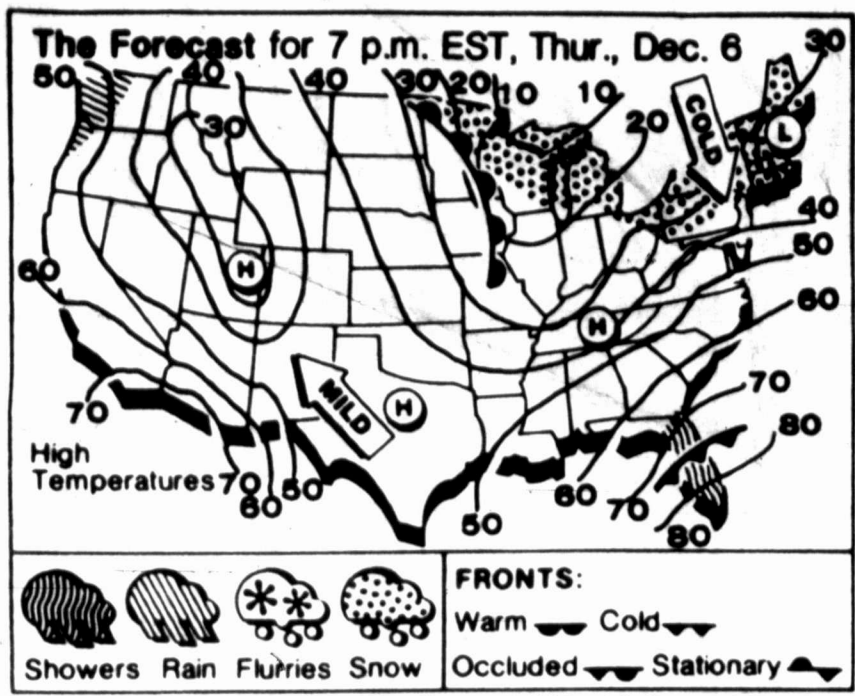 The Forecast for 7 p.m. EST, Thur., Dec. 6
30
50 40 40 30 20 10 10
30 20
COLD
L
40
50
60
H
60
H
MILD
H
70
70
80
High
Temperatures 70 60 50
50 60 70 80
Showers Rain Flurries Snow
FRONTS:
Warm Cold
Occluded Stationary